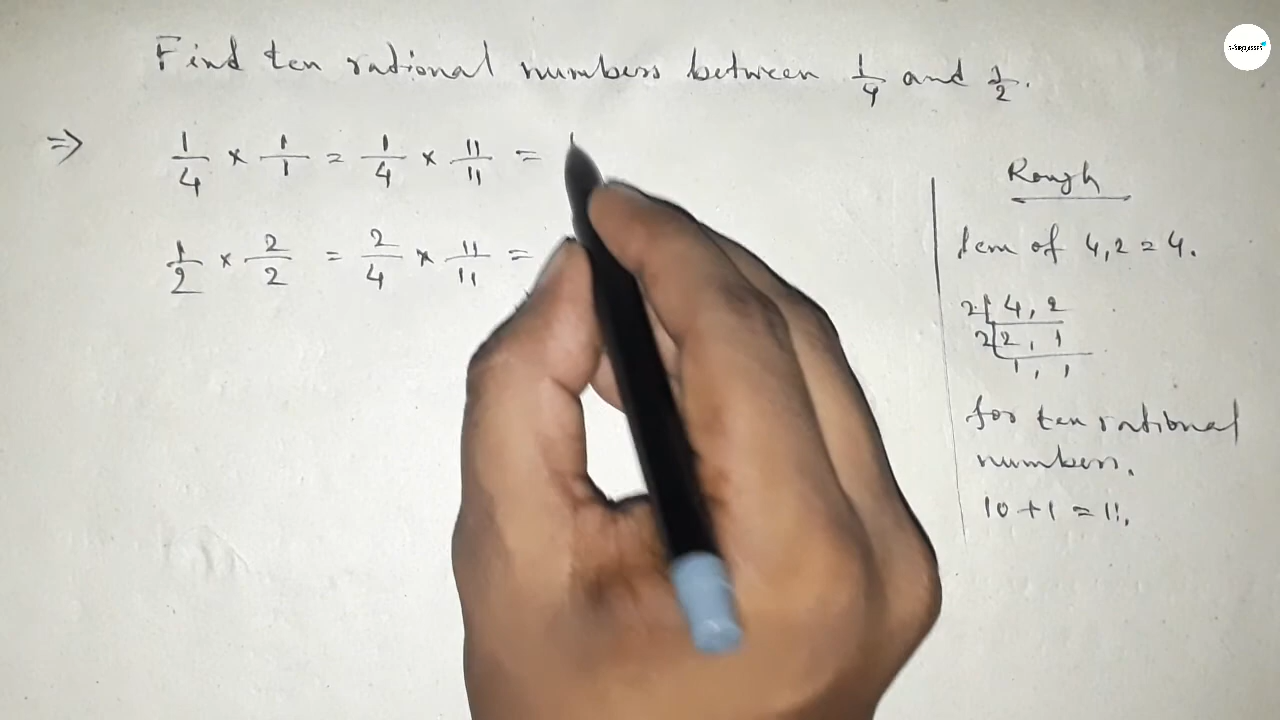 Find ten rational numbers between 1/4 and 1/2.
⇒ 1/4 × 1/1 = 1/4 × 11/11 =
1/2 × 2/2 = 2/4 × 11/11 =
Rough
lcm of 4,2 = 4.
2| 4, 2
2| 2, 1
1, 1
for ten rational
numbers.
10 + 1 = 11.